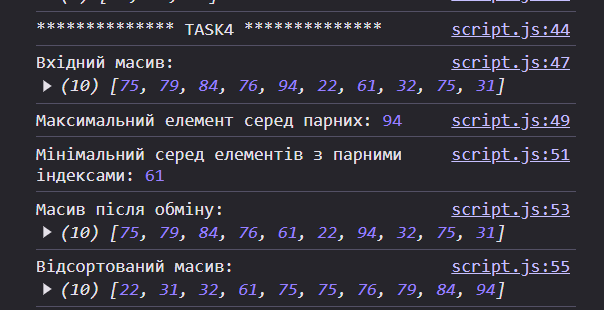 ************** TASK4 ************** script.js:44
Вхідний масив: script.js:47
▶ (10) [75, 79, 84, 76, 94, 22, 61, 32, 75, 31]
Максимальний елемент серед парних: 94 script.js:49
Мінімальний серед елементів з парними script.js:51
індексами: 61
Масив після обміну: script.js:53
▶ (10) [75, 79, 84, 76, 61, 22, 94, 32, 75, 31]
Відсортований масив: script.js:55
▶ (10) [22, 31, 32, 61, 75, 75, 76, 79, 84, 94]